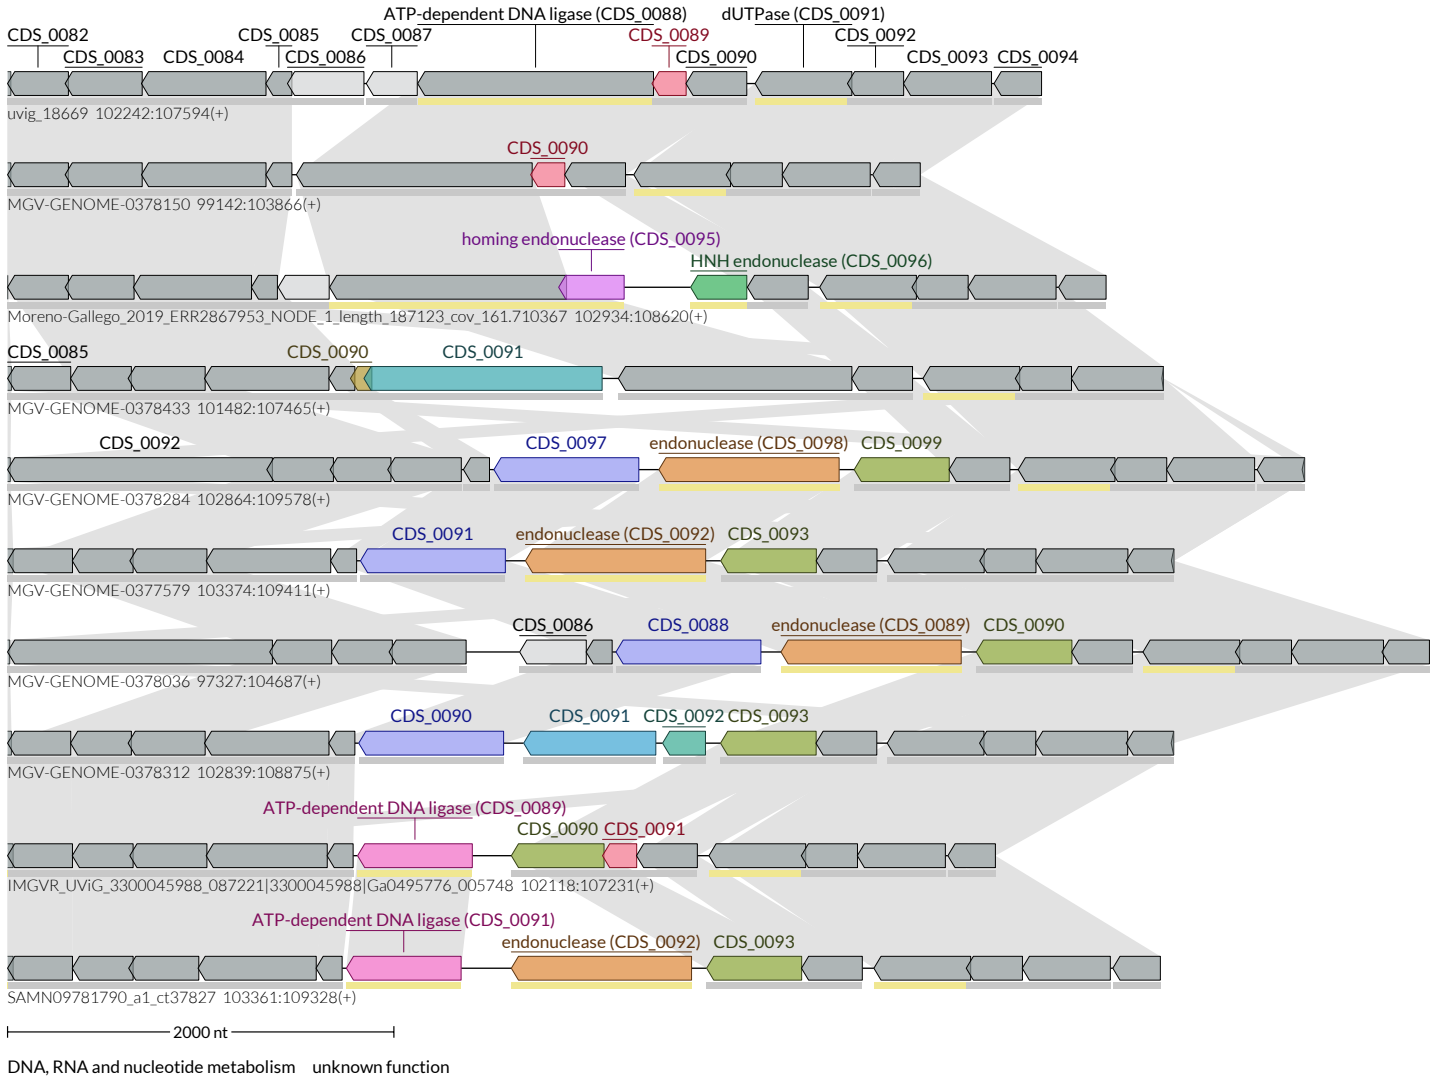 ATP-dependent DNA ligase (CDS_0088) dUTPase (CDS_0091)
CDS_0082 CDS_0085 CDS_0087 CDS_0089 CDS_0092
CDS_0083 CDS_0084 CDS_0086 CDS_0090 CDS_0093 CDS_0094
uvig_18669 102242:107594(+)
CDS_0090
MGV-GENOME-0378150 99142:103866(+)
homing endonuclease (CDS_0095)
HNH endonuclease (CDS_0096)
Moreno-Gallego_2019_ERR2867953_NODE_1_length_187123_cov_161.710367 102934:108620(+)
CDS_0085 CDS_0090 CDS_0091
MGV-GENOME-0378433 101482:107465(+)
CDS_0092 CDS_0097 endonuclease (CDS_0098) CDS_0099
MGV-GENOME-0378284 102864:109578(+)
CDS_0091 endonuclease (CDS_0092) CDS_0093
MGV-GENOME-0377579 103374:109411(+)
CDS_0086 CDS_0088 endonuclease (CDS_0089) CDS_0090
MGV-GENOME-0378036 97327:104687(+)
CDS_0090 CDS_0091 CDS_0092 CDS_0093
MGV-GENOME-0378312 102839:108875(+)
ATP-dependent DNA ligase (CDS_0089)
CDS_0090 CDS_0091
IMGVR_UViG_3300045988_087221|3300045988|Ga0495776_005748 102118:107231(+)
ATP-dependent DNA ligase (CDS_0091)
endonuclease (CDS_0092) CDS_0093
SAMN09781790_a1_ct37827 103361:109328(+)
2000 nt
DNA, RNA and nucleotide metabolism unknown function